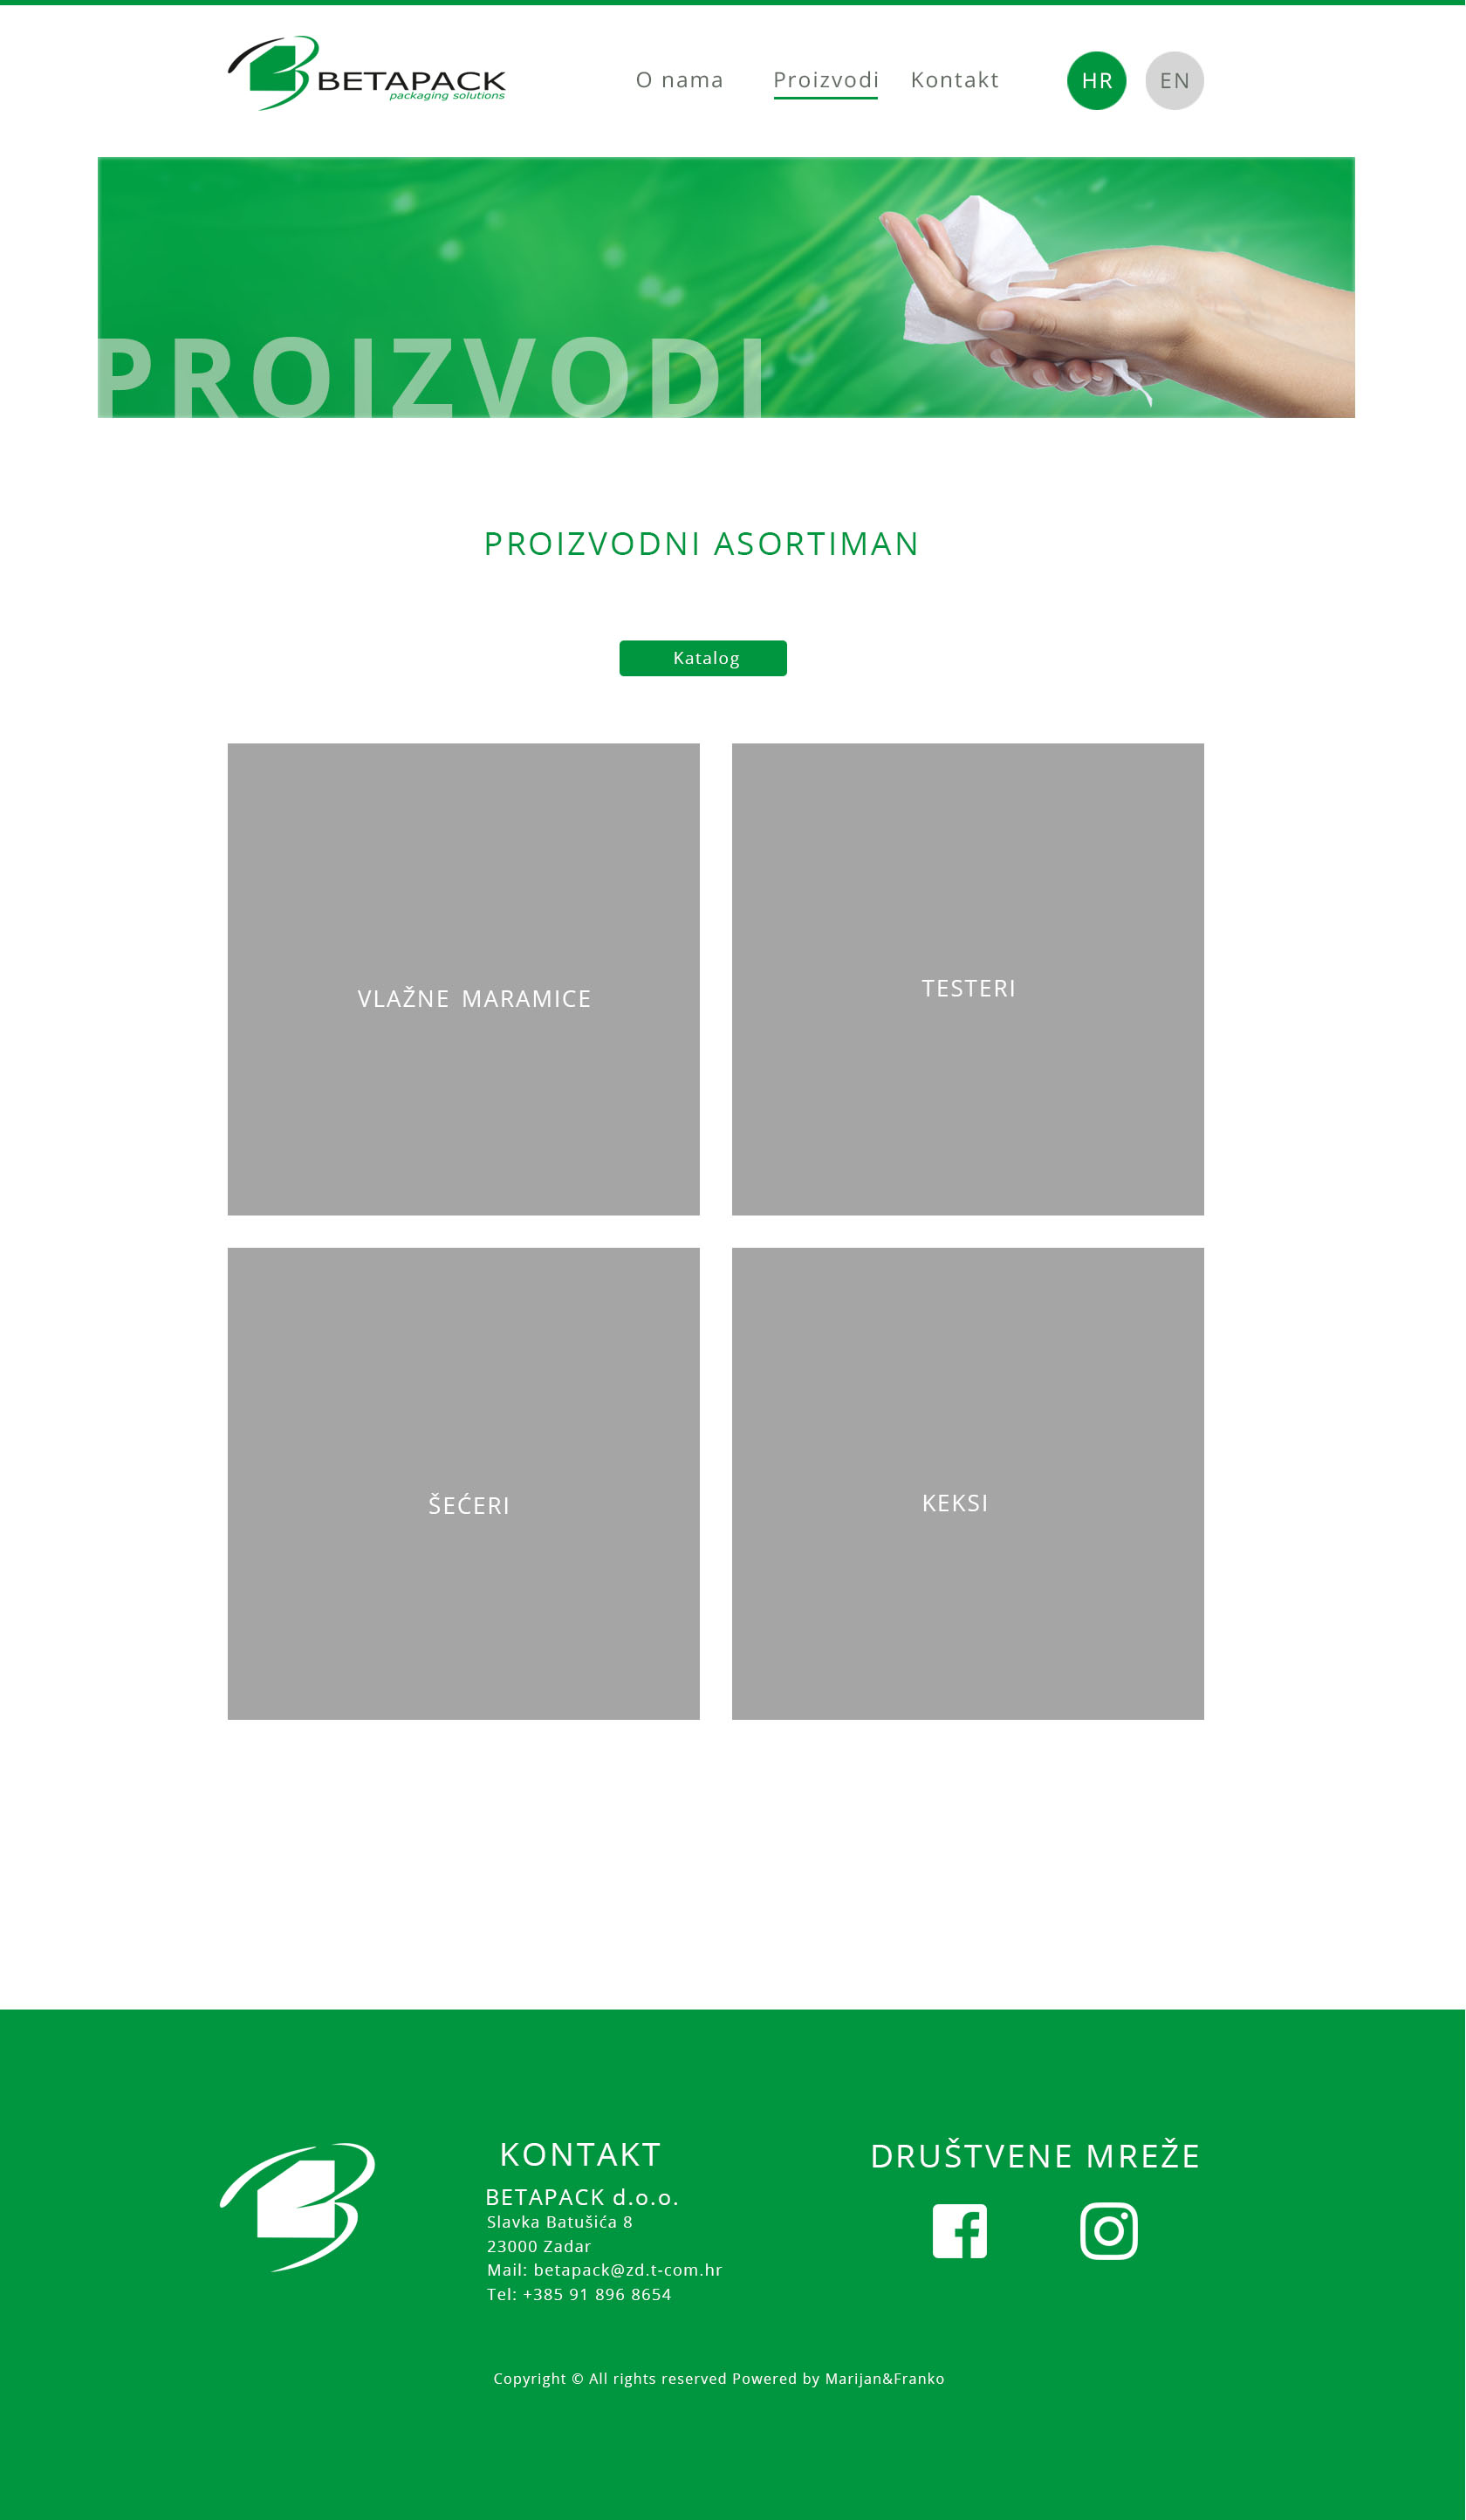 BETAPACK
packaging solutions
O nama Proizvodi Kontakt HR EN
PROIZVODI
PROIZVODNI ASORTIMAN
Katalog
VLAŽNE MARAMICE
TESTERI
ŠEĆERI
KEKSI
KONTAKT
BETAPACK d.o.o.
Slavka Batušića 8
23000 Zadar
Mail: betapack@zd.t-com.hr
Tel: +385 91 896 8654
DRUŠTVENE MREŽE
Copyright © All rights reserved Powered by Marijan&Franko